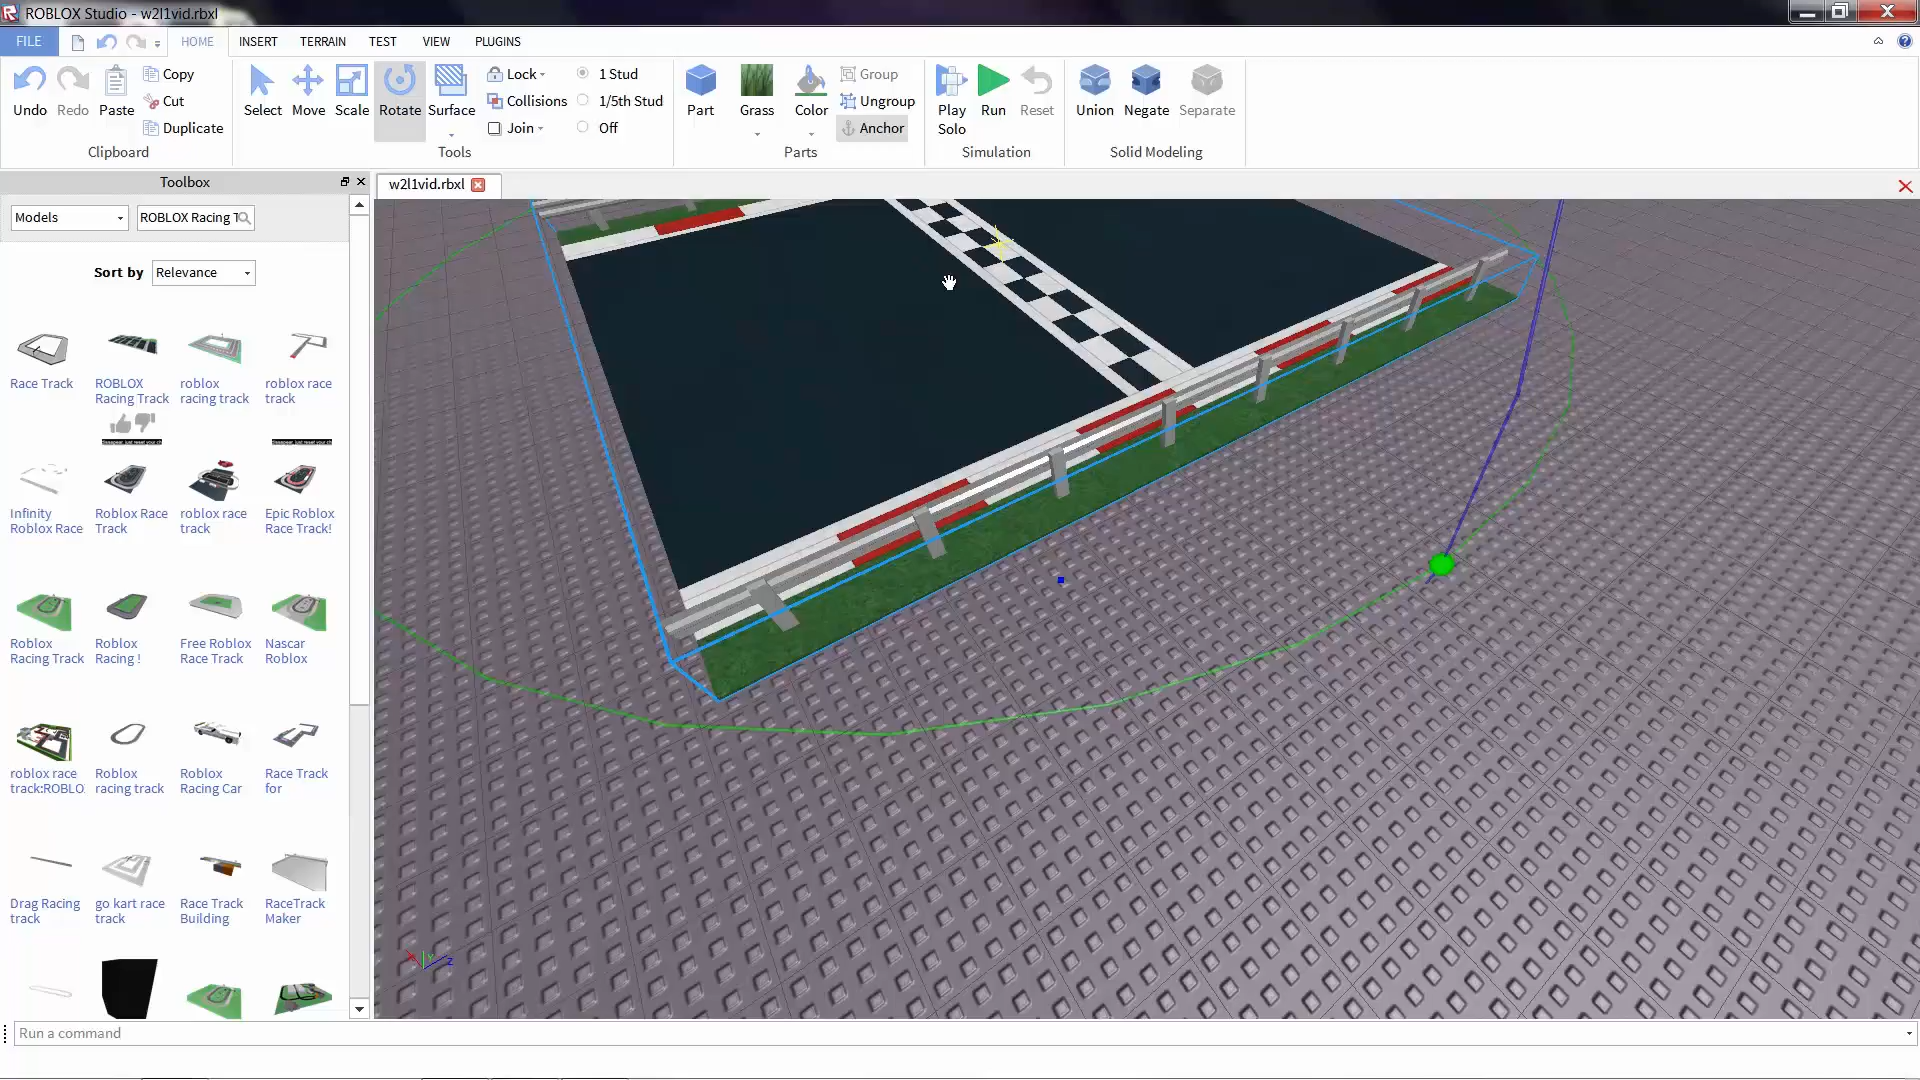 ROBLOX Studio - w2l1vid.rbxl
FILE
HOME
INSERT
TERRAIN
TEST
VIEW
PLUGINS
Undo
Redo
Paste
Copy
Cut
Duplicate
Clipboard
Select
Move
Scale
Rotate
Surface
Lock
Collisions
Join
1 Stud
1/5th Stud
Off
Tools
Part
Grass
Color
Group
Ungroup
Anchor
Parts
Play
Solo
Run
Reset
Simulation
Union
Negate
Separate
Solid Modeling
Toolbox
w2l1vid.rbxl
Models
ROBLOX Racing T
Sort by
Relevance
Race Track
ROBLOX
Racing Track
roblox
racing track
roblox race
track
Infinity
Roblox Race
Roblox Race
Track
roblox race
track
Epic Roblox
Race Track!
Roblox
Racing Track
Roblox
Racing !
Free Roblox
Race Track
Nascar
Roblox
roblox race
track:ROBLO
Roblox
racing track
Roblox
Racing Car
Race Track
for
Drag Racing
track
go kart race
track
Race Track
Building
RaceTrack
Maker
Run a command